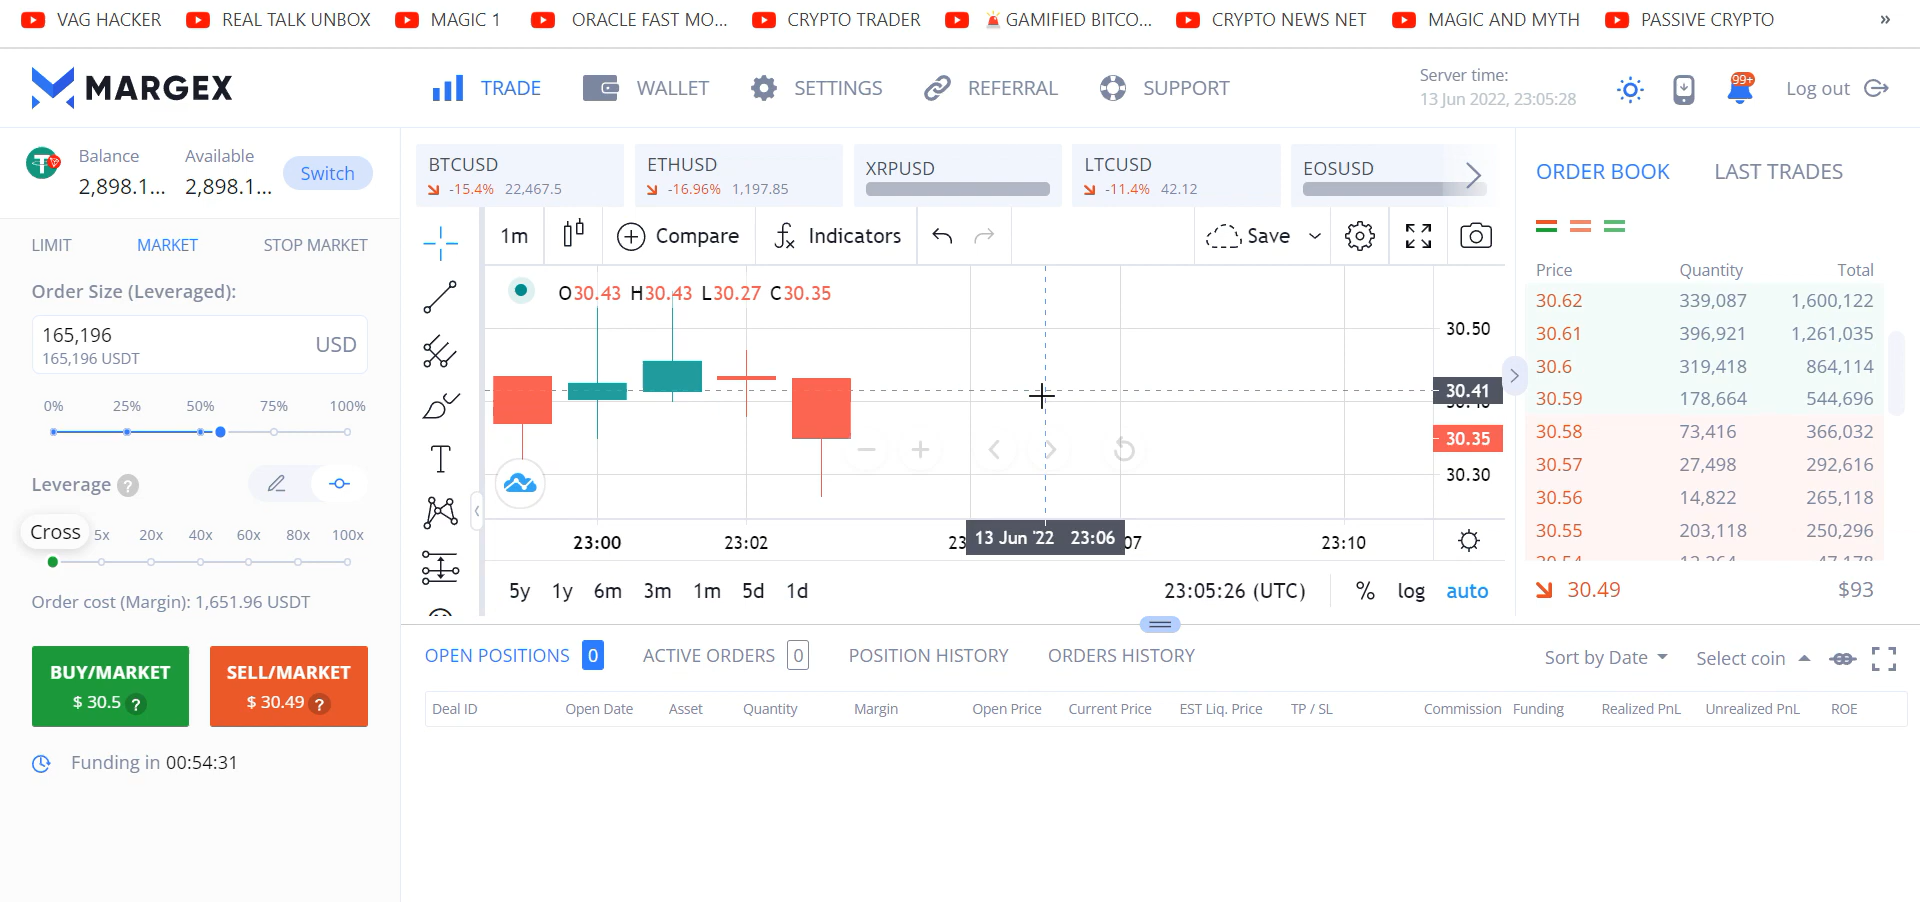 VAG HACKER REAL TALK UNBOX MAGIC 1 ORACLE FAST MO... CRYPTO TRADER 🚨GAMIFIED BITCO... CRYPTO NEWS NET MAGIC AND MYTH PASSIVE CRYPTO »
MARGEX TRADE WALLET SETTINGS REFERRAL SUPPORT
Server time:
13 Jun 2022, 23:05:28
99+
Log out
Balance Available
2,898.1... 2,898.1...
Switch
BTCUSD
-15.4% 22,467.5
ETHUSD
-16.96% 1,197.85
XRPUSD
LTCUSD
-11.4% 42.12
EOSUSD
LIMIT MARKET STOP MARKET
Order Size (Leveraged):
165,196
165,196 USDT
USD
0% 25% 50% 75% 100%
Leverage ?
Cross 5x 20x 40x 60x 80x 100x
Order cost (Margin): 1,651.96 USDT
BUY/MARKET
$ 30.5 ?
SELL/MARKET
$ 30.49 ?
Funding in 00:54:31
1m Compare Indicators Save
O30.43 H30.43 L30.27 C30.35
30.50
30.41
30.35
30.30
23:00 23:02 23 13 Jun '22 23:06 07 23:10
5y 1y 6m 3m 1m 5d 1d 23:05:26 (UTC) % log auto
ORDER BOOK LAST TRADES
Price Quantity Total
30.62 339,087 1,600,122
30.61 396,921 1,261,035
30.6 319,418 864,114
30.59 178,664 544,696
30.58 73,416 366,032
30.57 27,498 292,616
30.56 14,822 265,118
30.55 203,118 250,296
30.49 $93
OPEN POSITIONS 0 ACTIVE ORDERS 0 POSITION HISTORY ORDERS HISTORY Sort by Date Select coin
Deal ID Open Date Asset Quantity Margin Open Price Current Price EST Liq. Price TP / SL Commission Funding Realized PnL Unrealized PnL ROE